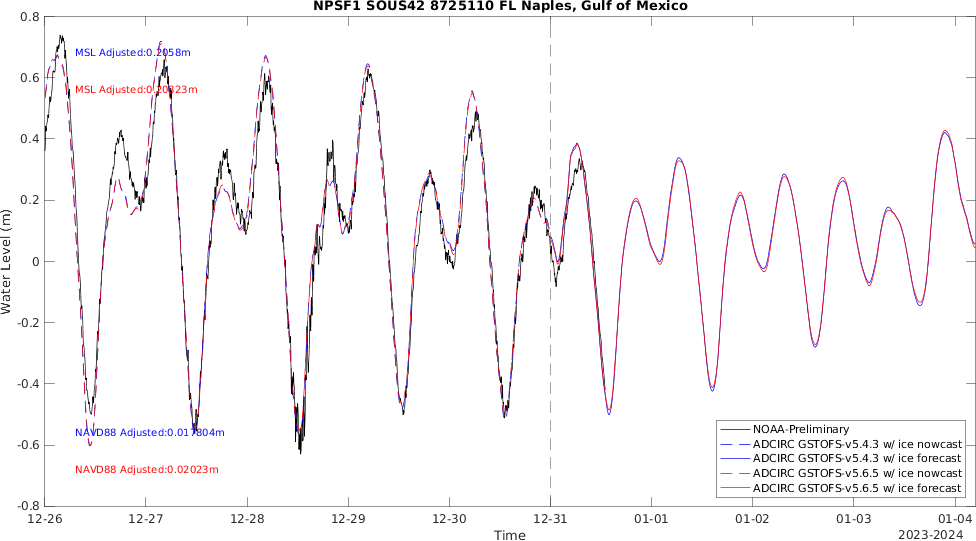 NPSF1 SOUS42 8725110 FL Naples, Gulf of Mexico
0.8
MSL Adjusted:0.2058m
0.6
MSL Adjusted:0.20823m
0.4
0.2
0
-0.2
-0.4
NAVD88 Adjusted:0.017804m
-0.6
NAVD88 Adjusted:0.02023m
-0.8
Water Level (m)
NOAA-Preliminary
ADCIRC GSTOFS-v5.4.3 w/ ice nowcast
ADCIRC GSTOFS-v5.4.3 w/ ice forecast
ADCIRC GSTOFS-v5.6.5 w/ ice nowcast
ADCIRC GSTOFS-v5.6.5 w/ ice forecast
12-26 12-27 12-28 12-29 12-30 12-31 01-01 01-02 01-03 01-04
Time
2023-2024